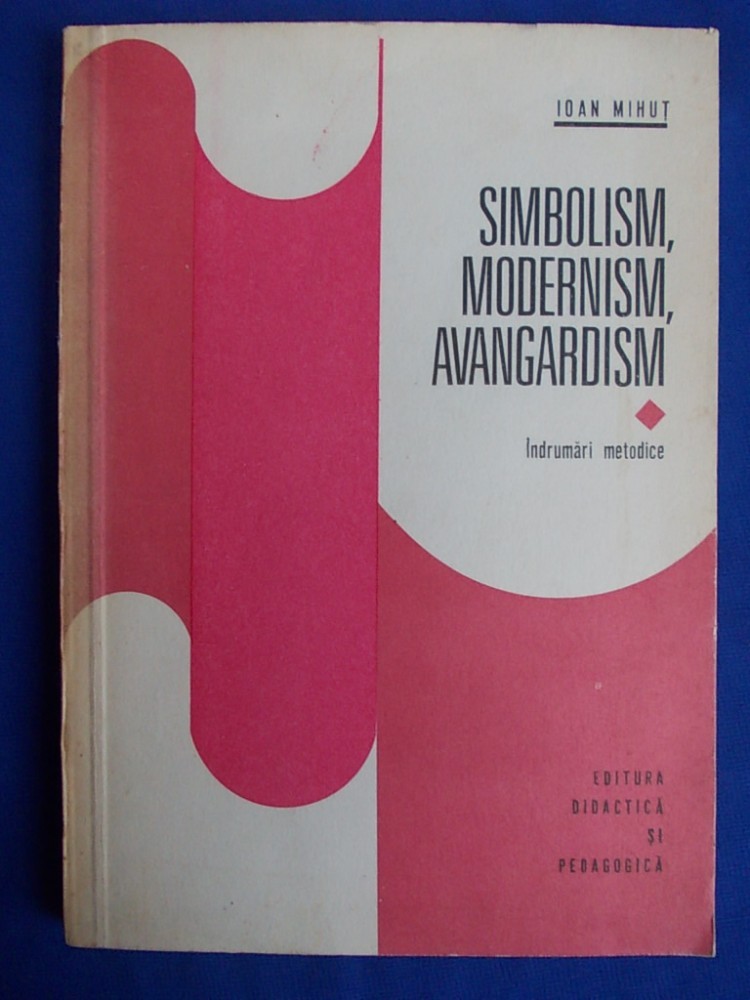 IOAN MIHUȚ
SIMBOLISM,
MODERNISM,
AVANGARDISM
Îndrumări metodice
EDITURA
DIDACTICĂ
ȘI
PEDAGOGICĂ